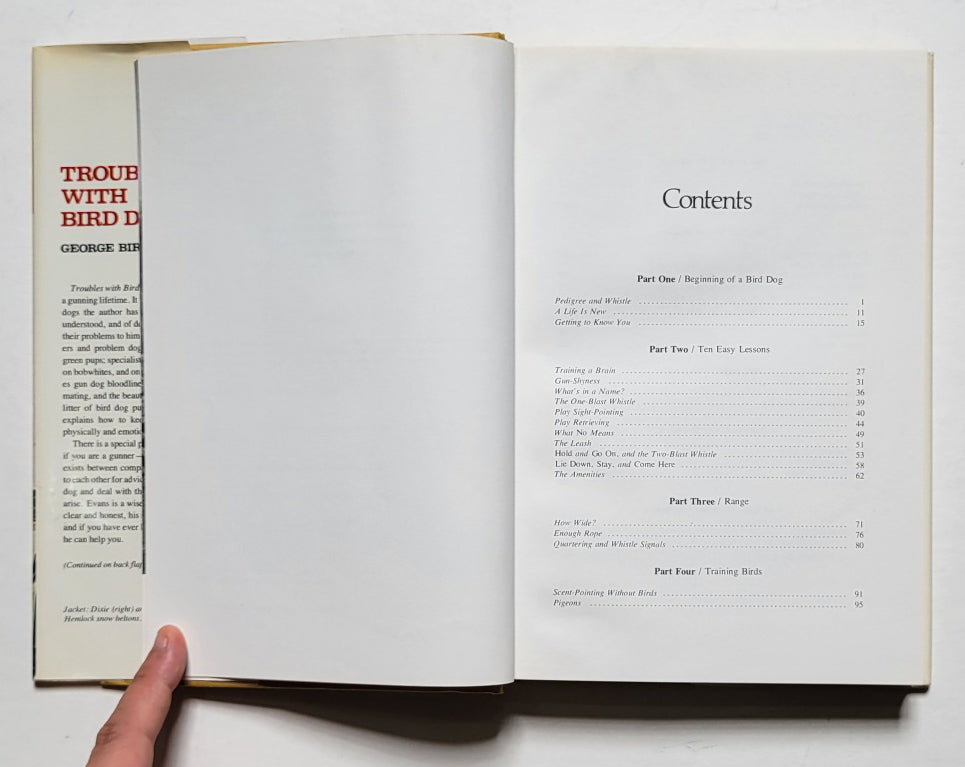 TROUB
WITH
BIRD D
GEORGE BIR
Troubles with Bird
a gunning lifetime. It
dogs the author has
understood, and of de
their problems to him
ers and problem dog
green pups; specialist
on bobwhites, and on
es gun dog bloodline
mating, and the beau
litter of bird dog pu
explains how to kee
physically and emotio
There is a special p
if you are a gunner—
exists between comp
to each other for advic
dog and deal with th
arise. Evans is a wise
clear and honest, his
and if you have ever
he can help you.
(Continued on back flap
Jacket: Dixie (right) an
Hemlock snow beltons.
Contents
Part One / Beginning of a Bird Dog
Pedigree and Whistle 1
A Life Is New 11
Getting to Know You 15
Part Two / Ten Easy Lessons
Training a Brain 27
Gun-Shyness 31
What's in a Name? 36
The One-Blast Whistle 39
Play Sight-Pointing 40
Play Retrieving 44
What No Means 49
The Leash 51
Hold and Go On, and the Two-Blast Whistle 53
Lie Down, Stay, and Come Here 58
The Amenities 62
Part Three / Range
How Wide? 71
Enough Rope 76
Quartering and Whistle Signals 80
Part Four / Training Birds
Scent-Pointing Without Birds 91
Pigeons 95